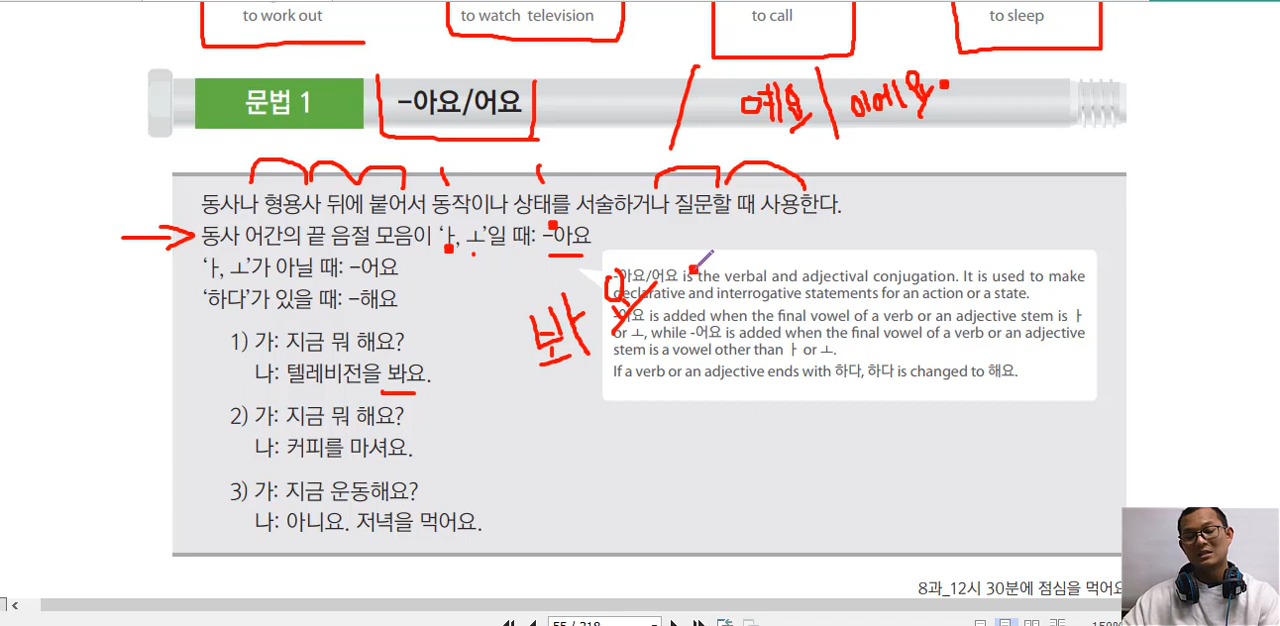 to work out
to watch television
to call
to sleep
문법 1
-아요/어요
예요 이에요
동사나 형용사 뒤에 붙어서 동작이나 상태를 서술하거나 질문할 때 사용한다.
동사 어간의 끝 음절 모음이 ‘ㅏ, ㅗ’일 때: -아요
‘ㅏ, ㅗ’가 아닐 때: -어요
‘하다’가 있을 때: -해요
-아요/어요 is the verbal and adjectival conjugation. It is used to make
declarative and interrogative statements for an action or a state.
-아요 is added when the final vowel of a verb or an adjective stem is ㅏ
or ㅗ, while -어요 is added when the final vowel of a verb or an adjective
stem is a vowel other than ㅏ or ㅗ.
If a verb or an adjective ends with 하다, 하다 is changed to 해요.
봐요
1) 가: 지금 뭐 해요?
나: 텔레비전을 봐요.
2) 가: 지금 뭐 해요?
나: 커피를 마셔요.
3) 가: 지금 운동해요?
나: 아니요. 저녁을 먹어요.
8과_12시 30분에 점심을 먹어요
55 / 218
150%